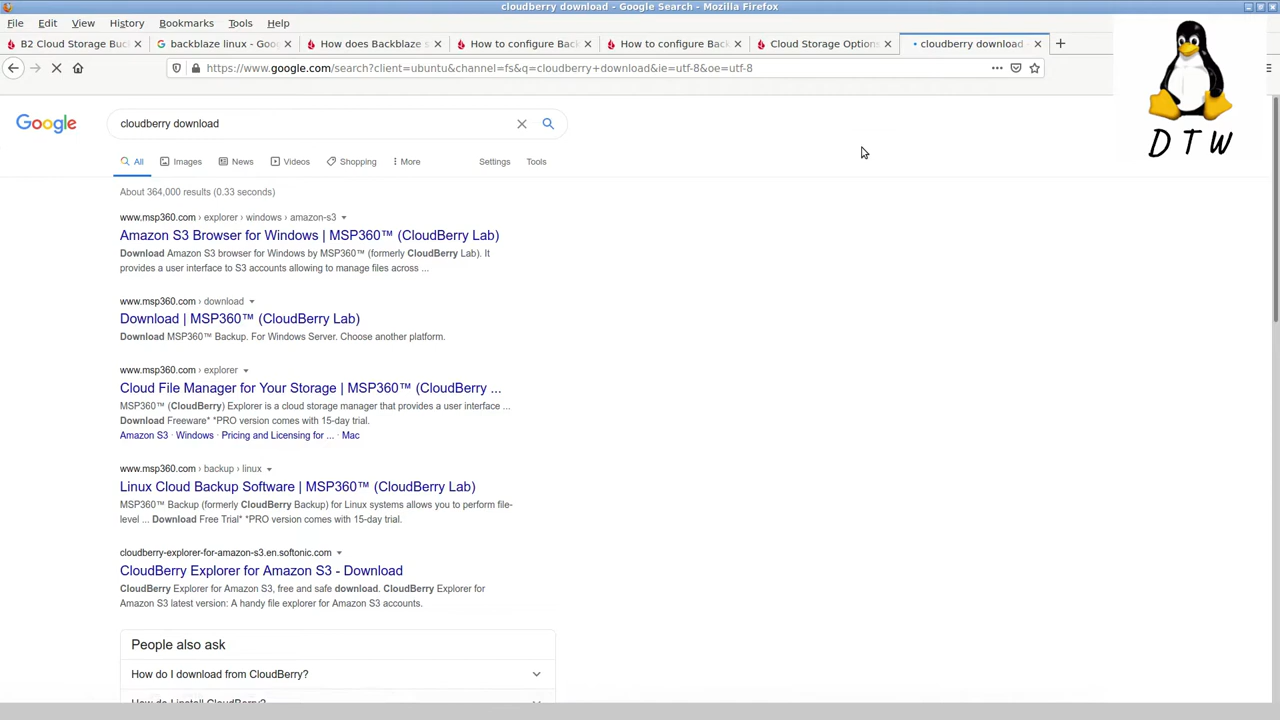 cloudberry download - Google Search - Mozilla Firefox
File Edit View History Bookmarks Tools Help
B2 Cloud Storage Buc
backblaze linux - Goo
How does Backblaze s
How to configure Bac
How to configure Bac
Cloud Storage Option
cloudberry download
https://www.google.com/search?client=ubuntu&channel=fs&q=cloudberry+download&ie=utf-8&oe=utf-8
DTW
Google
cloudberry download
All Images News Videos Shopping More Settings Tools
About 364,000 results (0.33 seconds)
www.msp360.com › explorer › windows › amazon-s3
Amazon S3 Browser for Windows | MSP360™ (CloudBerry Lab)
Download Amazon S3 browser for Windows by MSP360™ (formerly CloudBerry Lab). It
provides a user interface to S3 accounts allowing to manage files across ...
www.msp360.com › download
Download | MSP360™ (CloudBerry Lab)
Download MSP360™ Backup. For Windows Server. Choose another platform.
www.msp360.com › explorer
Cloud File Manager for Your Storage | MSP360™ (CloudBerry ...
MSP360™ (CloudBerry) Explorer is a cloud storage manager that provides a user interface ...
Download Freeware* *PRO version comes with 15-day trial.
Amazon S3 · Windows · Pricing and Licensing for ... · Mac
www.msp360.com › backup › linux
Linux Cloud Backup Software | MSP360™ (CloudBerry Lab)
MSP360™ Backup (formerly CloudBerry Backup) for Linux systems allows you to perform file-
level ... Download Free Trial* *PRO version comes with 15-day trial.
cloudberry-explorer-for-amazon-s3.en.softonic.com
CloudBerry Explorer for Amazon S3 - Download
CloudBerry Explorer for Amazon S3, free and safe download. CloudBerry Explorer for
Amazon S3 latest version: A handy file explorer for Amazon S3 accounts.
People also ask
How do I download from CloudBerry?
How do I install CloudBerry?